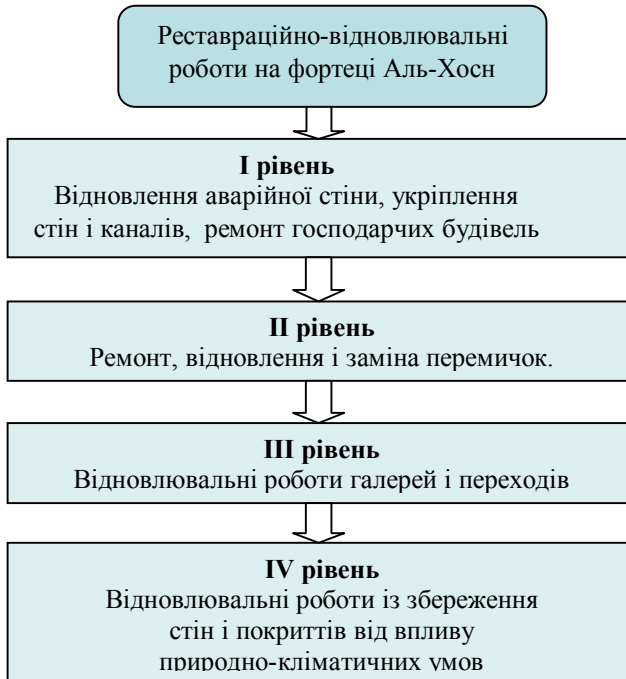 Реставраційно-відновлювальні
роботи на фортеці Аль-Хосн
I рівень
Відновлення аварійної стіни, укріплення
стін і каналів, ремонт господарчих будівель
II рівень
Ремонт, відновлення і заміна перемичок.
III рівень
Відновлювальні роботи галерей і переходів
IV рівень
Відновлювальні роботи із збереження
стін і покриттів від впливу
природно-кліматичних умов